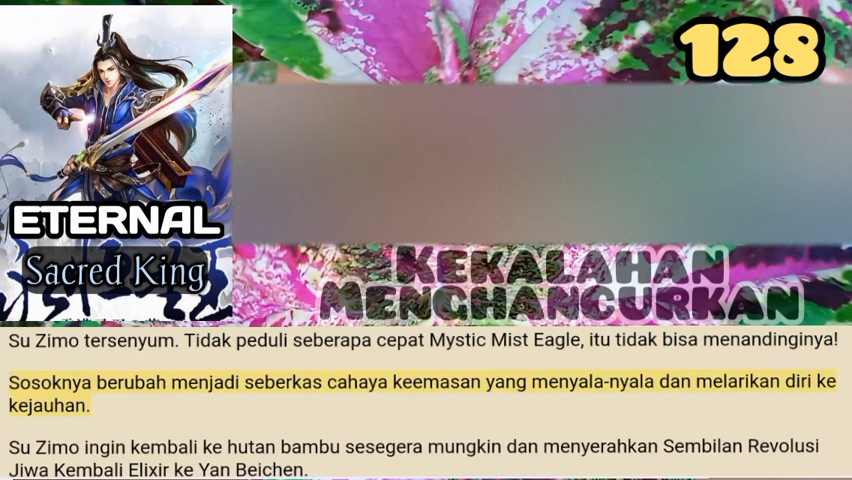 128
ETERNAL
Sacred King
KEKALAHAN
MENGHANCURKAN
Su Zimo tersenyum. Tidak peduli seberapa cepat Mystic Mist Eagle, itu tidak bisa menandinginya!
Sosoknya berubah menjadi seberkas cahaya keemasan yang menyala-nyala dan melarikan diri ke
kejauhan.
Su Zimo ingin kembali ke hutan bambu sesegera mungkin dan menyerahkan Sembilan Revolusi
Jiwa Kembali Elixir ke Yan Beichen.